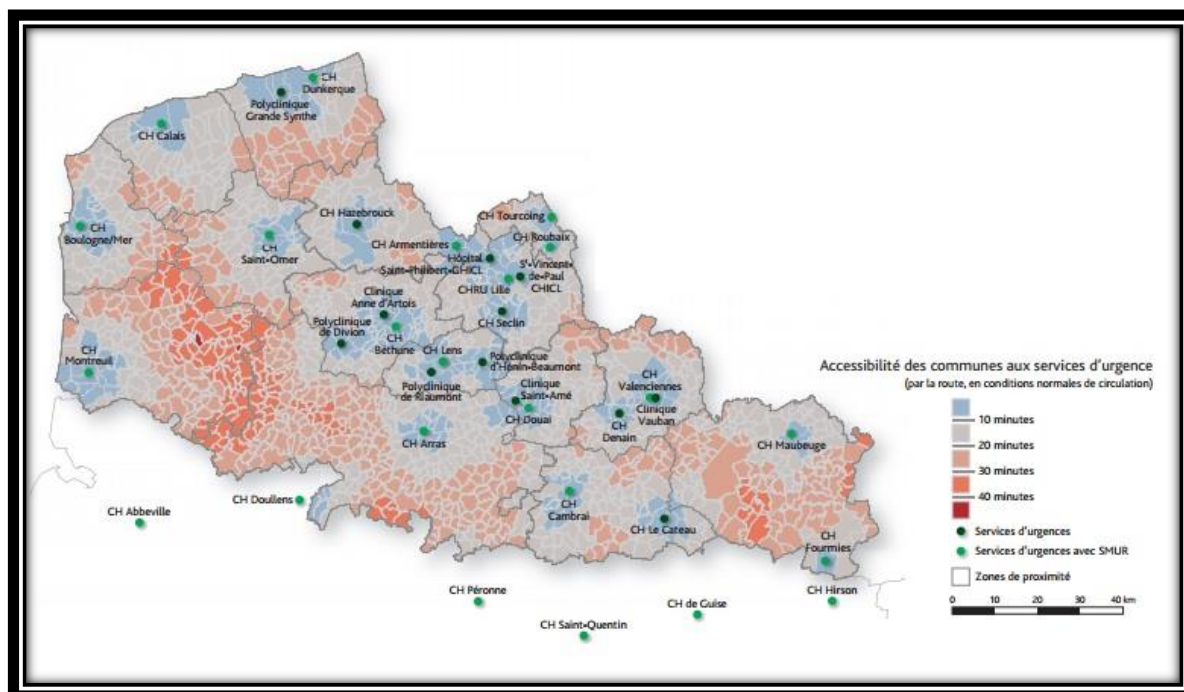 CH
Dunkerque
Polyclinique
Grande Synthe
CH Calais
CH Hazebrouck
CH Tourcoing
CH
Boulogne/Mer
CH
Saint-Omer
CH Armentières
CH Roubaix
Hôpital
Saint-Philibert-GHICL
St-Vincent-
de-Paul
GHICL
CHRU Lille
Clinique
Anne d'Artois
CH Seclin
Polyclinique
de Divion
CH
Béthune
CH
Montreuil
CH Lens
Polyclinique
d'Hénin-Beaumont
Polyclinique
de Riaumont
Clinique
Saint-Amé
CH Douai
CH
Valenciennes
Clinique
Vauban
CH
Denain
CH Arras
CH Maubeuge
CH
Cambrai
CH Le Cateau
CH
Fourmies
CH Doullens
CH Abbeville
CH Péronne
CH Saint-Quentin
CH de Guise
CH Hirson
Accessibilité des communes aux services d'urgence
(par la route, en conditions normales de circulation)
10 minutes
20 minutes
30 minutes
40 minutes
Services d'urgences
Services d'urgences avec SMUR
Zones de proximité
0 10 20 30 40 km